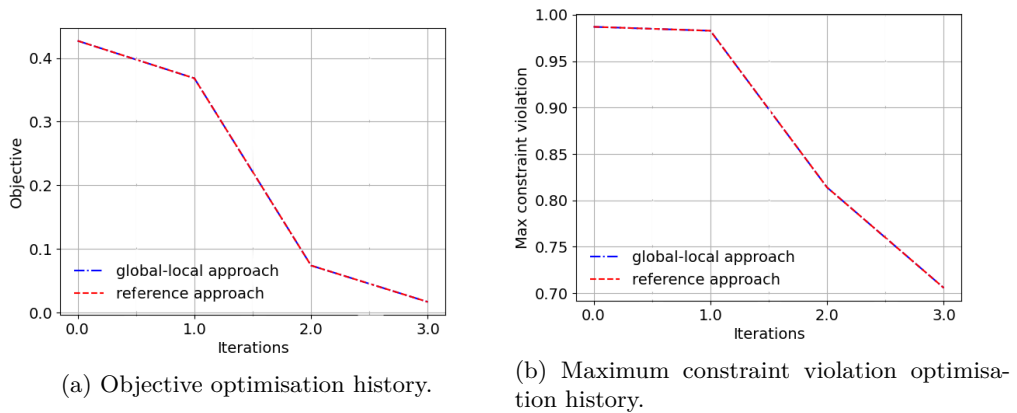 0.4
0.3
0.2
0.1
0.0
Objective
0.0 1.0 2.0 3.0
Iterations
global-local approach
reference approach
(a) Objective optimisation history.
1.00
0.95
0.90
0.85
0.80
0.75
0.70
Max constraint violation
0.0 1.0 2.0 3.0
Iterations
global-local approach
reference approach
(b) Maximum constraint violation optimisa-
tion history.